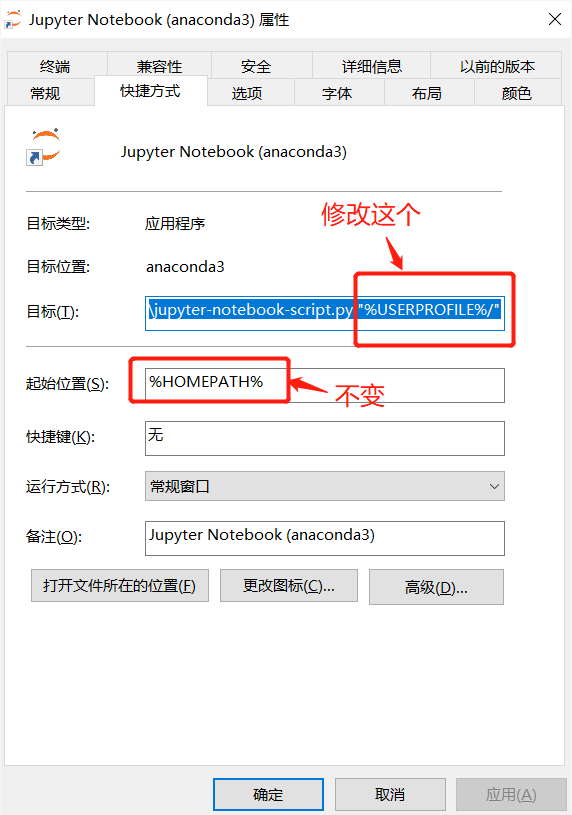 Jupyter Notebook (anaconda3) 属性
终端 兼容性 安全 详细信息 以前的版本
常规 快捷方式 选项 字体 布局 颜色
Jupyter Notebook (anaconda3)
修改这个
目标类型: 应用程序
目标位置: anaconda3
目标(T): \jupyter-notebook-script.py "%USERPROFILE%/"
起始位置(S): %HOMEPATH%
不变
快捷键(K): 无
运行方式(R): 常规窗口
备注(O): Jupyter Notebook (anaconda3)
打开文件所在的位置(F) 更改图标(C)... 高级(D)...
确定 取消 应用(A)